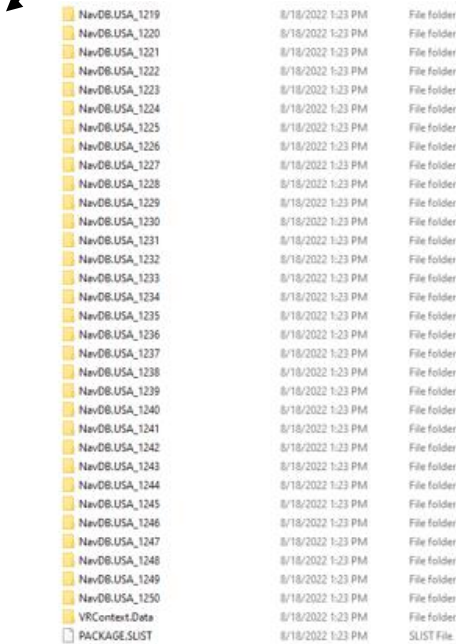 NavDB.USA_1219 8/18/2022 1:23 PM File folder
NavDB.USA_1220 8/18/2022 1:23 PM File folder
NavDB.USA_1221 8/18/2022 1:23 PM File folder
NavDB.USA_1222 8/18/2022 1:23 PM File folder
NavDB.USA_1223 8/18/2022 1:23 PM File folder
NavDB.USA_1224 8/18/2022 1:23 PM File folder
NavDB.USA_1225 8/18/2022 1:23 PM File folder
NavDB.USA_1226 8/18/2022 1:23 PM File folder
NavDB.USA_1227 8/18/2022 1:23 PM File folder
NavDB.USA_1228 8/18/2022 1:23 PM File folder
NavDB.USA_1229 8/18/2022 1:23 PM File folder
NavDB.USA_1230 8/18/2022 1:23 PM File folder
NavDB.USA_1231 8/18/2022 1:23 PM File folder
NavDB.USA_1232 8/18/2022 1:23 PM File folder
NavDB.USA_1233 8/18/2022 1:23 PM File folder
NavDB.USA_1234 8/18/2022 1:23 PM File folder
NavDB.USA_1235 8/18/2022 1:23 PM File folder
NavDB.USA_1236 8/18/2022 1:23 PM File folder
NavDB.USA_1237 8/18/2022 1:23 PM File folder
NavDB.USA_1238 8/18/2022 1:23 PM File folder
NavDB.USA_1239 8/18/2022 1:23 PM File folder
NavDB.USA_1240 8/18/2022 1:23 PM File folder
NavDB.USA_1241 8/18/2022 1:23 PM File folder
NavDB.USA_1242 8/18/2022 1:23 PM File folder
NavDB.USA_1243 8/18/2022 1:23 PM File folder
NavDB.USA_1244 8/18/2022 1:23 PM File folder
NavDB.USA_1245 8/18/2022 1:23 PM File folder
NavDB.USA_1246 8/18/2022 1:23 PM File folder
NavDB.USA_1247 8/18/2022 1:23 PM File folder
NavDB.USA_1248 8/18/2022 1:23 PM File folder
NavDB.USA_1249 8/18/2022 1:23 PM File folder
NavDB.USA_1250 8/18/2022 1:23 PM File folder
VRContext.Data 8/18/2022 1:23 PM File folder
PACKAGE.SLIST 8/18/2022 1:23 PM SLIST File